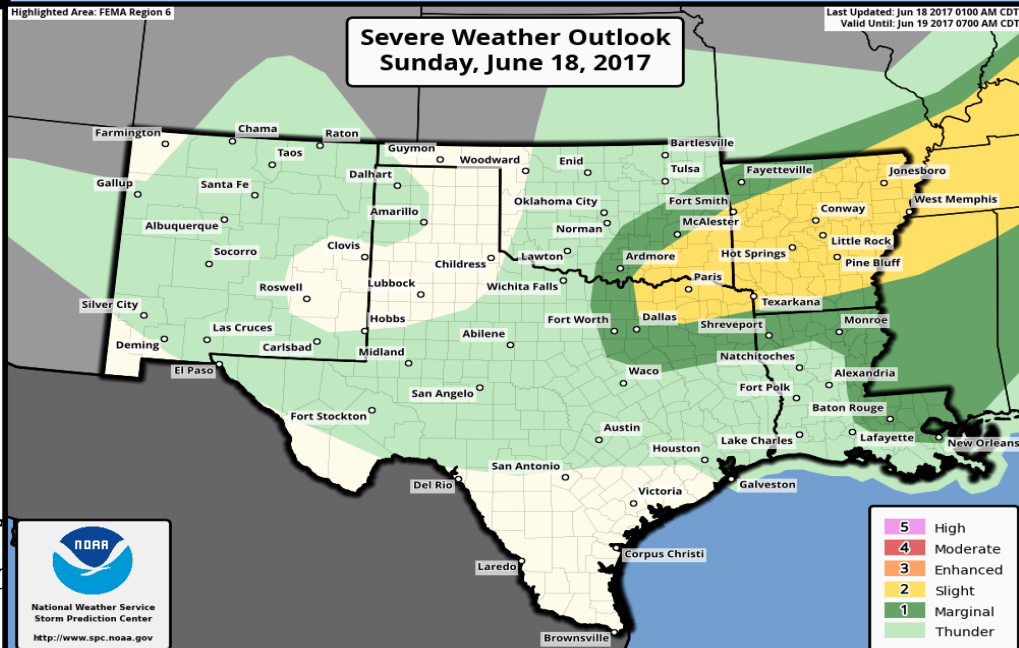 Highlighted Area: FEMA Region 6
Last Updated: Jun 18 2017 0100 AM CDT
Valid Until: Jun 19 2017 0700 AM CDT
Severe Weather Outlook
Sunday, June 18, 2017
Farmington
Chama
Raton
Guymon
Woodward
Enid
Bartlesville
Taos
Dalhart
Tulsa
Fayetteville
Jonesboro
Gallup
Santa Fe
Amarillo
Oklahoma City
Fort Smith
West Memphis
Albuquerque
Norman
McAlester
Conway
Socorro
Clovis
Childress
Lawton
Ardmore
Hot Springs
Little Rock
Pine Bluff
Roswell
Lubbock
Wichita Falls
Paris
Texarkana
Silver City
Las Cruces
Hobbs
Abilene
Fort Worth
Dallas
Shreveport
Monroe
Deming
Carlsbad
Midland
Natchitoches
El Paso
San Angelo
Waco
Fort Polk
Alexandria
Fort Stockton
Austin
Baton Rouge
Houston
Lake Charles
Lafayette
New Orleans
San Antonio
Del Rio
Victoria
Galveston
Laredo
Corpus Christi
Brownsville
NOAA
National Weather Service
Storm Prediction Center
http://www.spc.noaa.gov
5 High
4 Moderate
3 Enhanced
2 Slight
1 Marginal
Thunder